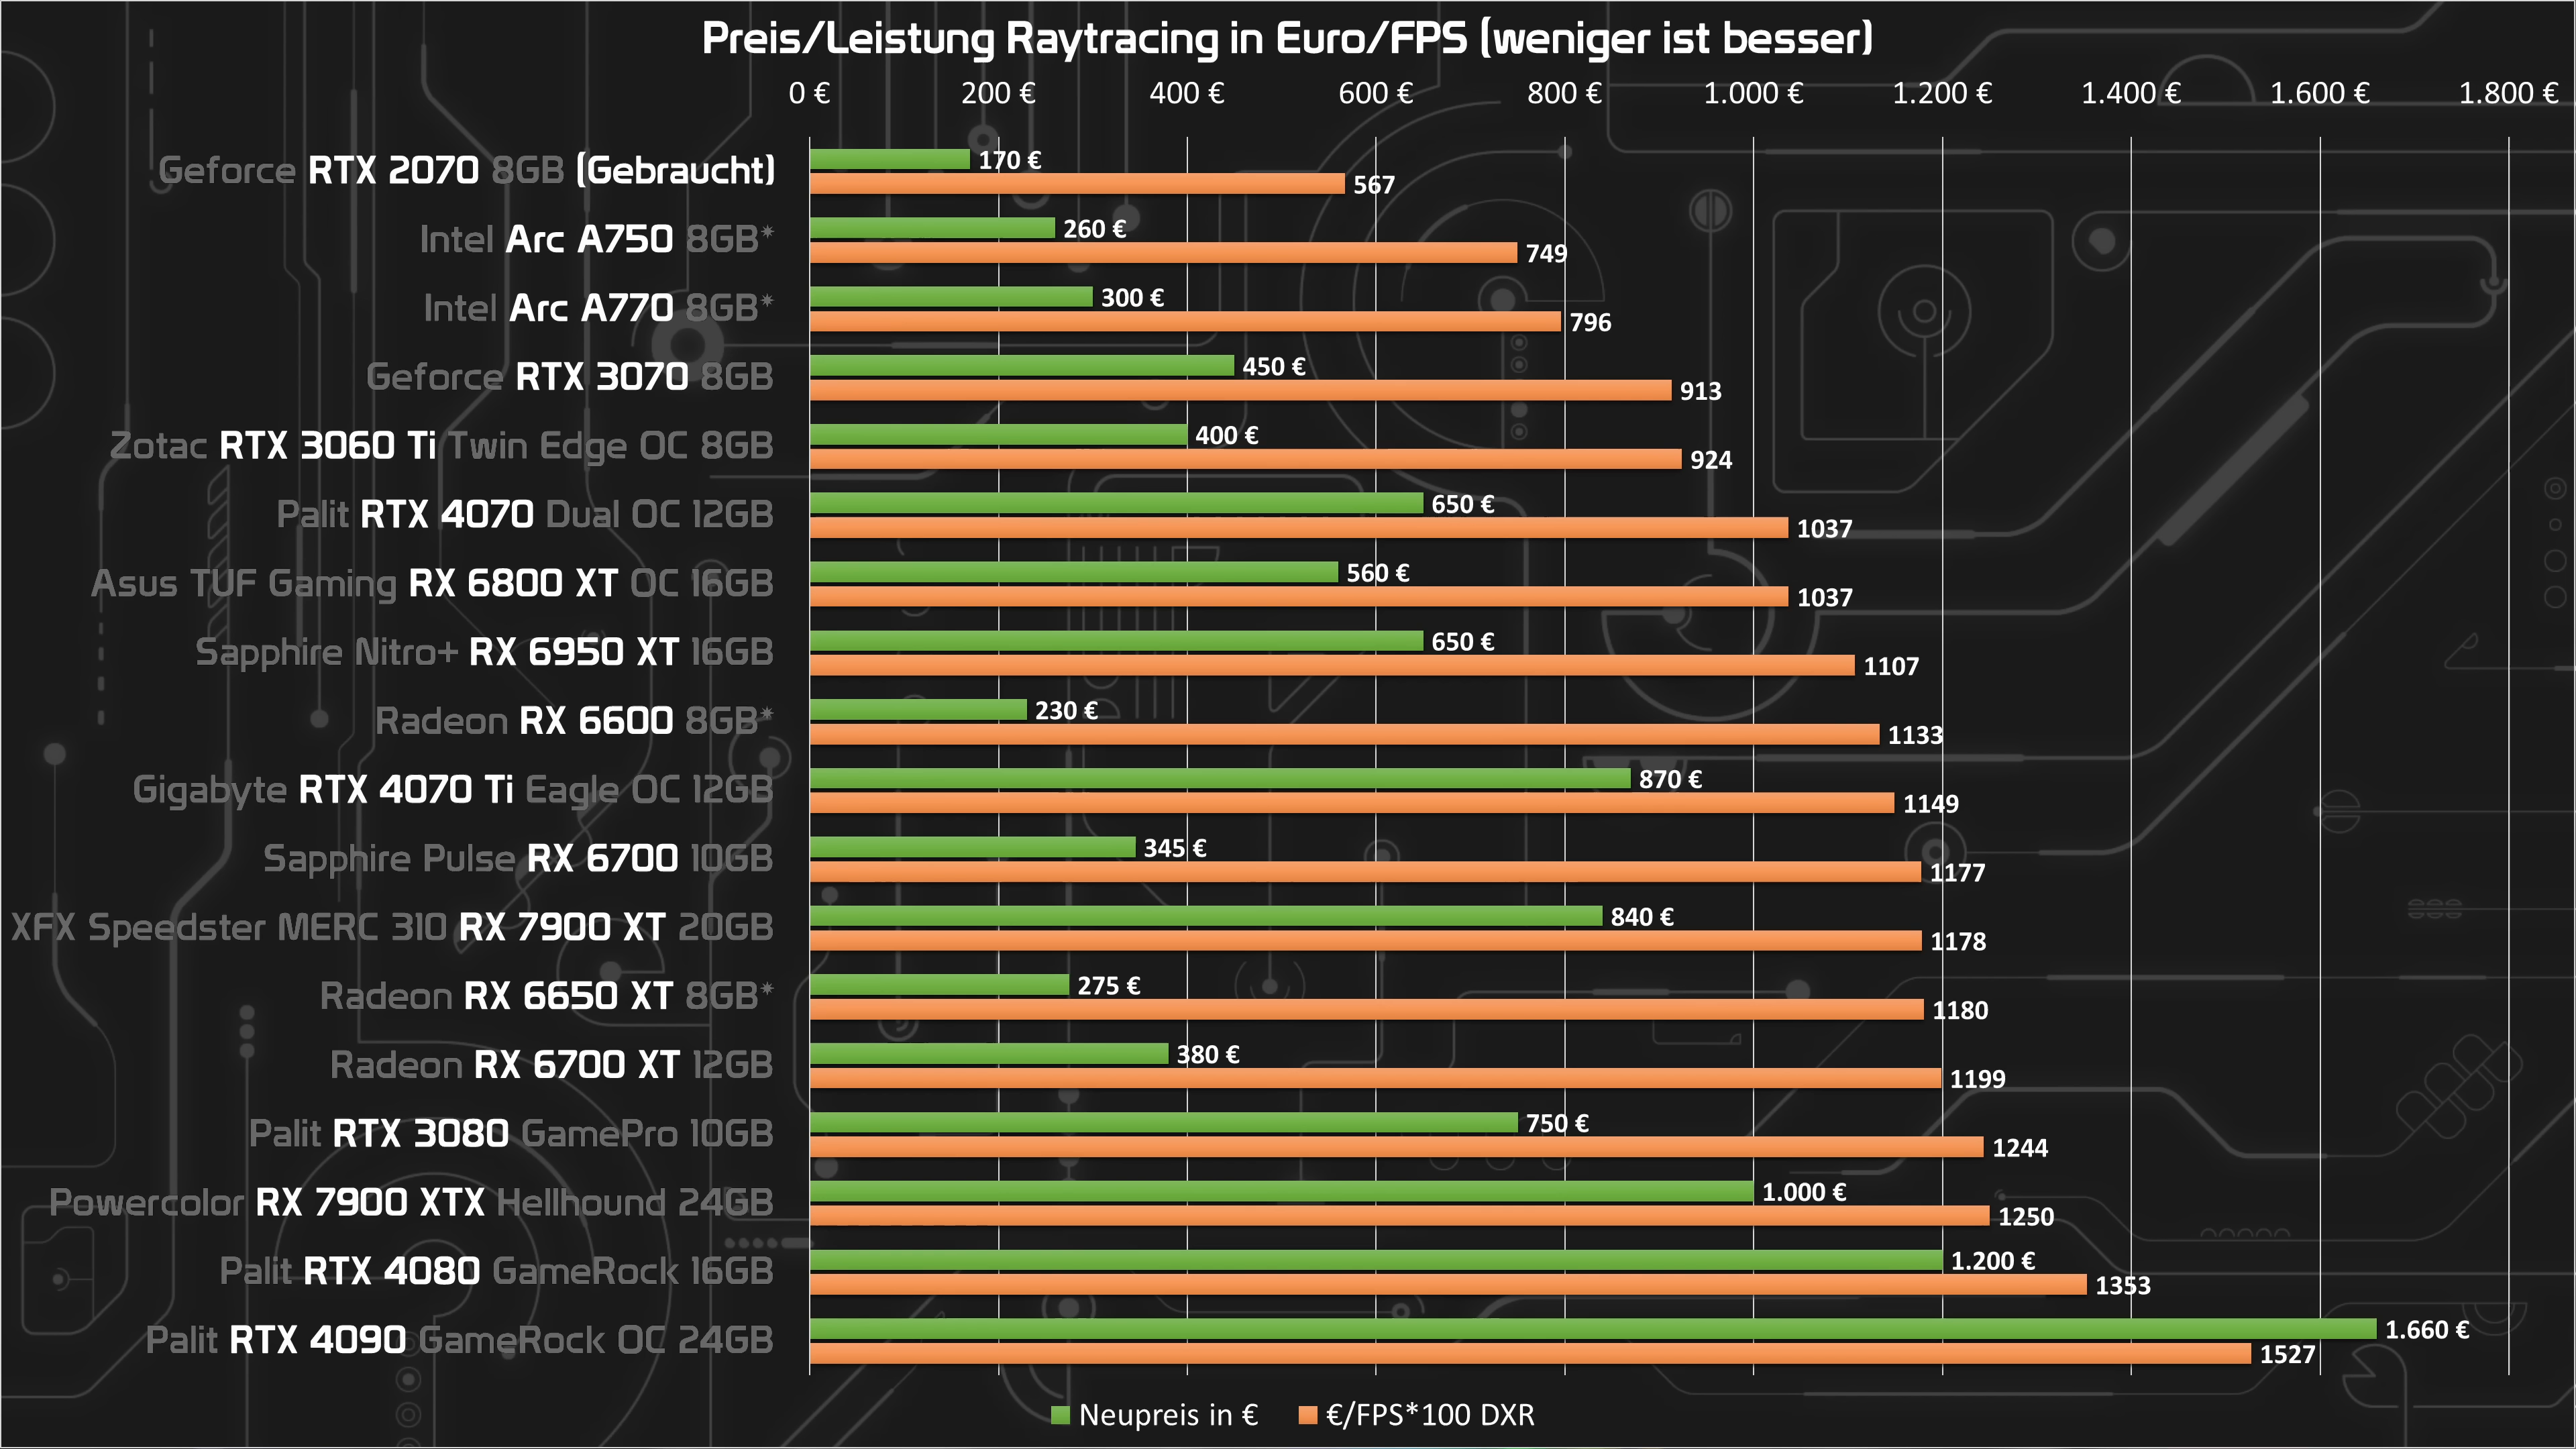 Preis/Leistung Raytracing in Euro/FPS (weniger ist besser)
0 € 200 € 400 € 600 € 800 € 1.000 € 1.200 € 1.400 € 1.600 € 1.800 €
Geforce RTX 2070 8GB (Gebraucht) 170 €
567
Intel Arc A750 8GB* 260 €
749
Intel Arc A770 8GB* 300 €
796
Geforce RTX 3070 8GB 450 €
913
Zotac RTX 3060 Ti Twin Edge OC 8GB 400 €
924
Palit RTX 4070 Dual OC 12GB 650 €
1037
Asus TUF Gaming RX 6800 XT OC 16GB 560 €
1037
Sapphire Nitro+ RX 6950 XT 16GB 650 €
1107
Radeon RX 6600 8GB* 230 €
1133
Gigabyte RTX 4070 Ti Eagle OC 12GB 870 €
1149
Sapphire Pulse RX 6700 10GB 345 €
1177
XFX Speedster MERC 310 RX 7900 XT 20GB 840 €
1178
Radeon RX 6650 XT 8GB* 275 €
1180
Radeon RX 6700 XT 12GB 380 €
1199
Palit RTX 3080 GamePro 10GB 750 €
1244
Powercolor RX 7900 XTX Hellhound 24GB 1.000 €
1250
Palit RTX 4080 GameRock 16GB 1.200 €
1353
Palit RTX 4090 GameRock OC 24GB 1.660 €
1527
Neupreis in € €/FPS*100 DXR